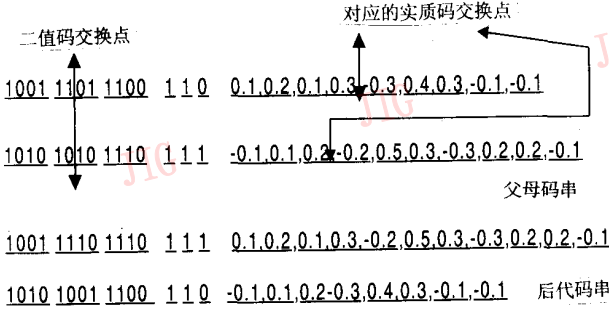 对应的实质码交换点
二值码交换点
1001 1101 1100 1 1 0 0.1,0.2,0.1,0.3,-0.3,0.4,0.3,-0.1,-0.1
1010 1010 1110 1 1 1 -0.1,0.1,0.2,-0.2,0.5,0.3,-0.3,0.2,0.2,-0.1
父母码串
1001 1110 1110 1 1 1 0.1,0.2,0.1,0.3,-0.2,0.5,0.3,-0.3,0.2,0.2,-0.1
1010 1001 1100 1 1 0 -0.1,0.1,0.2-0.3,0.4,0.3,-0.1,-0.1 后代码串
JIG
JIG
J